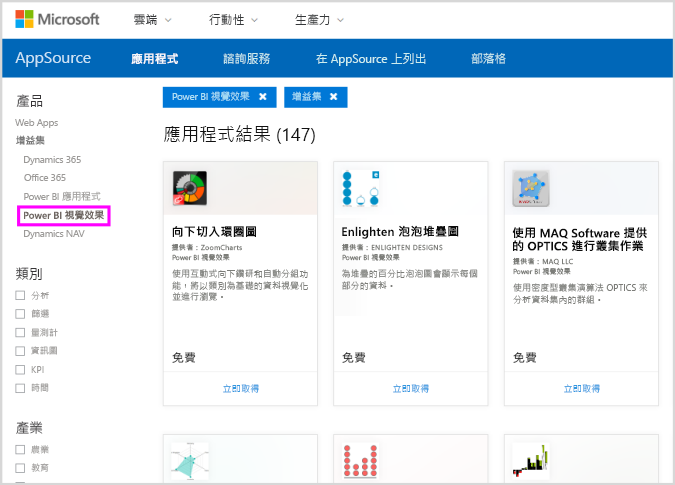 Microsoft
雲端
行動性
生產力
AppSource
應用程式
諮詢服務
在 AppSource 上列出
部落格
產品
Web Apps
增益集
Dynamics 365
Office 365
Power BI 應用程式
Power BI 視覺效果
Dynamics NAV
類別
分析
篩選
量測計
資訊圖
KPI
時間
產業
農業
教育
Power BI 視覺效果 ✖
增益集 ✖
應用程式結果 (147)
向下切入環圈圖
提供者：ZoomCharts
Power BI 視覺效果
使用互動式向下鑽研和自動分組功
能，將以類別為基礎的資料視覺化
並進行瀏覽。
免費
立即取得
Enlighten 泡泡堆疊圖
提供者：ENLIGHTEN DESIGNS
Power BI 視覺效果
為堆疊的百分比泡泡圖會顯示每個
部分的資料。
免費
立即取得
使用 MAQ Software 提供
的 OPTICS 進行叢集作業
提供者：MAQ LLC
Power BI 視覺效果
使用密度型叢集演算法 OPTICS 來
分析資料集內的群組。
免費
立即取得